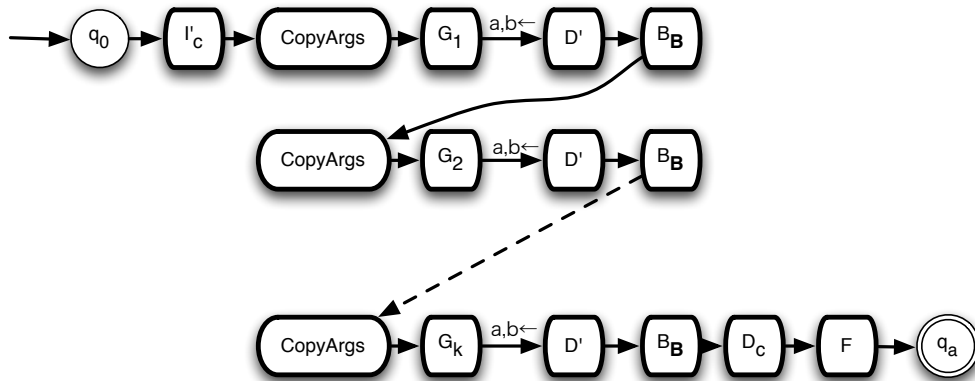 q0 I'c CopyArgs G1 a,b← D' BB
CopyArgs G2 a,b← D' BB
CopyArgs Gk a,b← D' BB Dc F qa